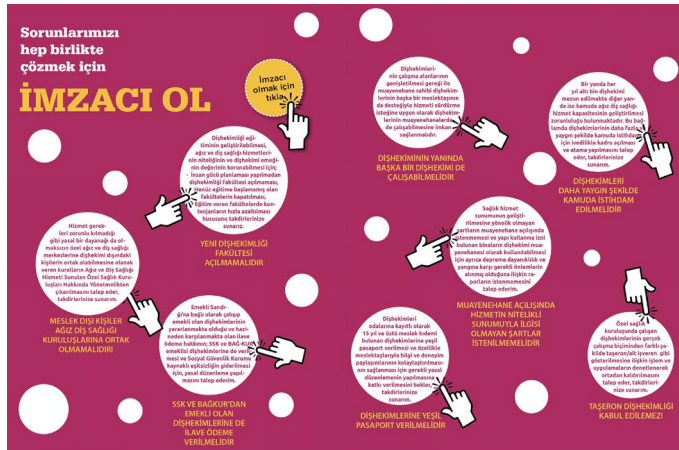 Sorunlarımızı
hep birlikte
çözmek için
İMZACI OL
İmzacı
olmak için
tıkla
Dişhekimliği eği-
timinin geliştirilebilmesi,
ağız ve diş sağlığı hizmetleri-
nin niteliğinin ve dişhekimi emeği-
nin değerinin korunabilmesi için;
- İnsan gücü planlaması yapılmadan
dişhekimliği fakültesi açılmaması,
Henüz eğitime başlamamış olan
fakültelerin kapatılması,
Eğitim veren fakültelerde kon-
tenjanların hızla azaltılması
hususunu takdirlerinize
sunarız.
YENİ DİŞHEKİMLİĞİ
FAKÜLTESİ
AÇILMAMALIDIR
Hizmet gerek-
leri zorunlu kılmadığı
gibi yasal bir dayanağı da ol-
maksızın özel ağız ve diş sağlığı
merkezlerine dişhekimi dışındaki
kişilerin ortak olabilmesine olanak
veren kuralların Ağız ve Diş Sağlığı
Hizmeti Sunulan Özel Sağlık Kuru-
luşları Hakkında Yönetmelikten
çıkarılmasını talep eder,
takdirlerinize sunarım.
MESLEK DIŞI KİŞİLER
AĞIZ DİŞ SAĞLIĞI
KURULUŞLARINA ORTAK
OLMAMALIDIR!
Emekli Sandı-
ğı'na bağlı olarak çalışıp
emekli olan dişhekimlerinin
yararlanmakta olduğu ve hazi-
neden karşılanmakta olan ilave
ödeme hakkının; SSK ve BAĞ-KUR
emeklisi dişhekimlerine de veril-
mesi ve Sosyal Güvenlik Kurumu
kaynaklı eşitsizliğin giderilmesi
için, yasal düzenleme yapıl-
masını talep ederim.
SSK VE BAĞKUR'DAN
EMEKLİ OLAN
DİŞHEKİMLERİNE DE
İLAVE ÖDEME
VERİLMELİDİR
Dişhekimleri-
nin çalışma alanlarının
genişletilmesi gereği ile
muayenehane sahibi dişhekim-
lerinin başka bir meslektaşının
da desteğiyle hizmeti sürdürme
isteğine uygun olarak dişhekim-
lerinin muayenehanelerde
de çalışabilmesine imkan
sağlanmalıdır.
DİŞHEKİMİNİN YANINDA
BAŞKA BİR DİŞHEKİMİ DE
ÇALIŞABİLMELİDİR
Bir yanda her
yıl altı bin dişhekimi
mezun edilmekte diğer yan-
da ise kamuda ağız diş sağlığı
hizmet kapasitesinin geliştirilmesi
zorunluluğu bulunmaktadır. Bu bağ-
lamda dişhekimlerinin daha fazla ve
yaygın şekilde kamuda istihdamı
için ivedilikle kadro açılması
ve atama yapılmasını talep
eder, takdirlerinize
sunarım.
DİŞHEKİMLERİ
DAHA YAYGIN ŞEKİLDE
KAMUDA İSTİHDAM
EDİLMELİDİR
Sağlık hizmet
sunumunun gelişti-
rilmesine yönelik olmayan
şartların muayenehane açışında
istenmemesi ve yapı kullanma izni
bulunan binaların dişhekimi mua-
yenehanesi olarak kullanılabilmesi
için ayrıca depreme dayanıklılık ve
yangına karşı gerekli önlemlerin
alınmış olduğuna ilişkin ra-
porların istenmemesini
talep ederim.
MUAYENEHANE AÇILIŞINDA
HİZMETİN NİTELİKLİ
SUNUMUYLA İLGİSİ
OLMAYAN ŞARTLAR
İSTENİLMEMELİDİR
Dişhekimleri
odalarına kayıtlı olarak
15 yıl ve üstü meslek kıdemi
bulunan dişhekimlerine yeşil
pasaport verilmesi ve özellikle
meslektaşlarıyla bilgi ve deneyim
paylaşımlarının kolaylaştırılması-
nın sağlanması için gerekli yasal
düzenlemenin yapılmasına
katkı verilmesini bekler,
takdirlerinize
sunarım.
DİŞHEKİMLERİNE YEŞİL
PASAPORT VERİLMELİDİR
Özel sağlık
kuruluşunda çalışan
dişhekimlerinin gerçek
çalışma biçiminden farklı şe-
kilde taşeron/alt işveren gibi
gösterilmesine ilişkin işlem ve
uygulamaların denetlenerek
ortadan kaldırılmasını
talep eder, takdirleri-
nize sunarım.
TAŞERON DİŞHEKİMLİĞİ
KABUL EDİLEMEZ!